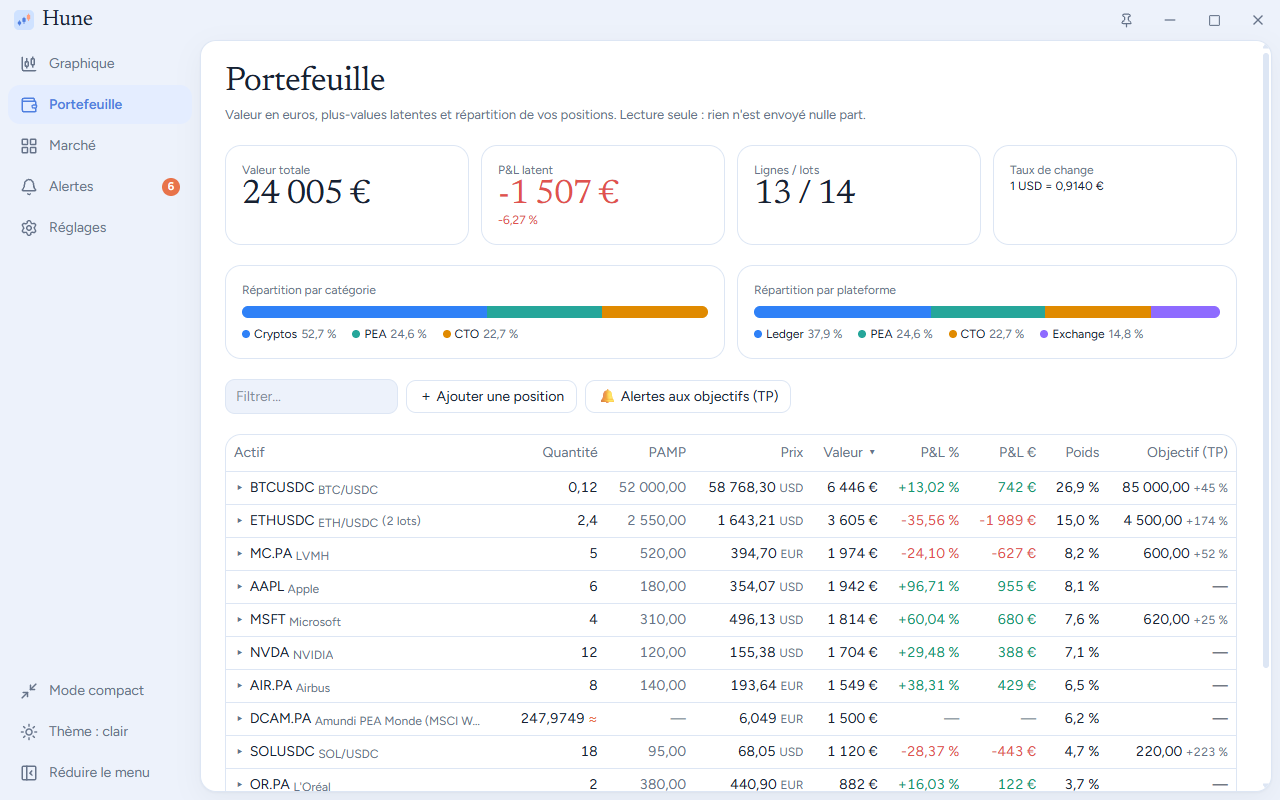 Hune
Graphique
Portefeuille
Marché
Alertes 6
Réglages
Mode compact
Thème : clair
Réduire le menu
Portefeuille
Valeur en euros, plus-values latentes et répartition de vos positions. Lecture seule : rien n'est envoyé nulle part.
Valeur totale
24 005 €
P&L latent
-1 507 €
-6,27 %
Lignes / lots
13 / 14
Taux de change
1 USD = 0,9140 €
Répartition par catégorie
Cryptos 52,7 % PEA 24,6 % CTO 22,7 %
Répartition par plateforme
Ledger 37,9 % PEA 24,6 % CTO 22,7 % Exchange 14,8 %
Filtrer...
+ Ajouter une position
Alertes aux objectifs (TP)
Actif Quantité PAMP Prix Valeur ▼ P&L % P&L € Poids Objectif (TP)
▸ BTCUSDC BTC/USDC 0,12 52 000,00 58 768,30 USD 6 446 € +13,02 % 742 € 26,9 % 85 000,00 +45 %
▸ ETHUSDC ETH/USDC (2 lots) 2,4 2 550,00 1 643,21 USD 3 605 € -35,56 % -1 989 € 15,0 % 4 500,00 +174 %
▸ MC.PA LVMH 5 520,00 394,70 EUR 1 974 € -24,10 % -627 € 8,2 % 600,00 +52 %
▸ AAPL Apple 6 180,00 354,07 USD 1 942 € +96,71 % 955 € 8,1 % —
▸ MSFT Microsoft 4 310,00 496,13 USD 1 814 € +60,04 % 680 € 7,6 % 620,00 +25 %
▸ NVDA NVIDIA 12 120,00 155,38 USD 1 704 € +29,48 % 388 € 7,1 % —
▸ AIR.PA Airbus 8 140,00 193,64 EUR 1 549 € +38,31 % 429 € 6,5 % —
▸ DCAM.PA Amundi PEA Monde (MSCI W... 247,9749 ≈ — 6,049 EUR 1 500 € — — 6,2 % —
▸ SOLUSDC SOL/USDC 18 95,00 68,05 USD 1 120 € -28,37 % -443 € 4,7 % 220,00 +223 %
▸ OR.PA L'Oréal 2 380,00 440,90 EUR 882 € +16,03 % 122 € 3,7 % —